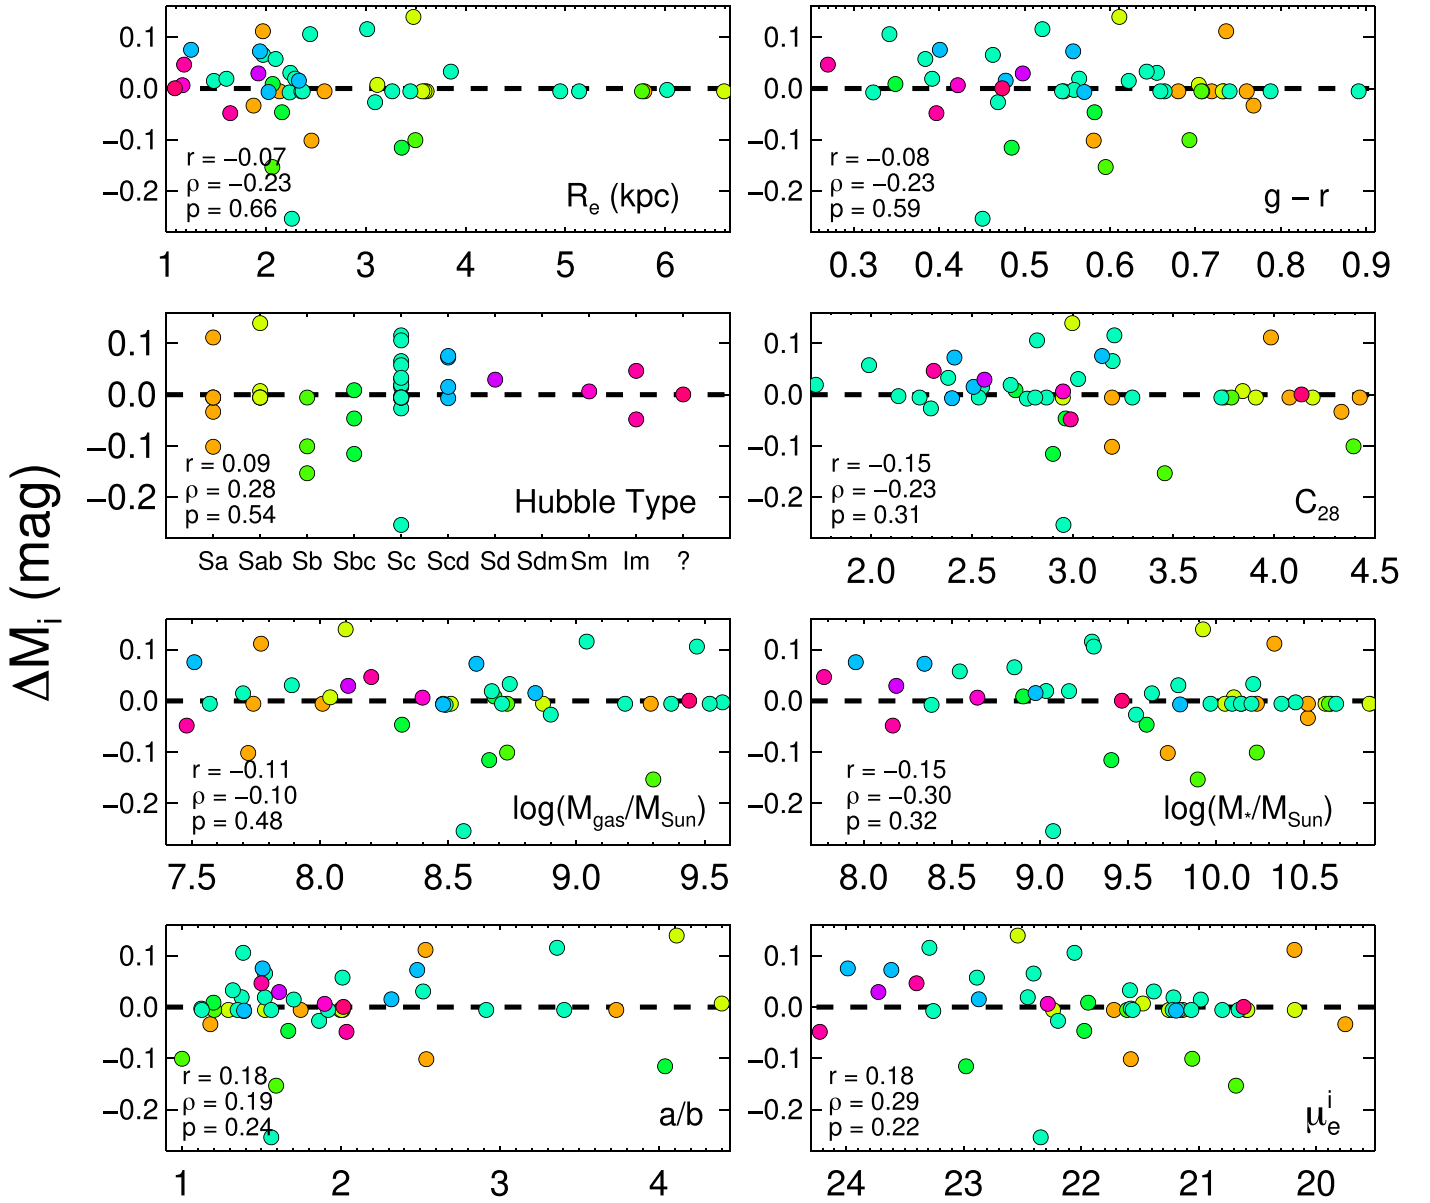 ΔMi (mag)
0.1
0.0
−0.1
−0.2
r = −0.07
ρ = −0.23
p = 0.66
Re (kpc)
1 2 3 4 5 6
0.1
0.0
−0.1
−0.2
r = −0.08
ρ = −0.23
p = 0.59
g − r
0.3 0.4 0.5 0.6 0.7 0.8 0.9
0.1
0.0
−0.1
−0.2
r = 0.09
ρ = 0.28
p = 0.54
Hubble Type
Sa Sab Sb Sbc Sc Scd Sd Sdm Sm Im ?
0.1
0.0
−0.1
−0.2
r = −0.15
ρ = −0.23
p = 0.31
C28
2.0 2.5 3.0 3.5 4.0 4.5
0.1
0.0
−0.1
−0.2
r = −0.11
ρ = −0.10
p = 0.48
log(Mgas/MSun)
7.5 8.0 8.5 9.0 9.5
0.1
0.0
−0.1
−0.2
r = −0.15
ρ = −0.30
p = 0.32
log(M*/MSun)
8.0 8.5 9.0 9.5 10.0 10.5
0.1
0.0
−0.1
−0.2
r = 0.18
ρ = 0.19
p = 0.24
a/b
1 2 3 4
0.1
0.0
−0.1
−0.2
r = 0.18
ρ = 0.29
p = 0.22
μei
24 23 22 21 20